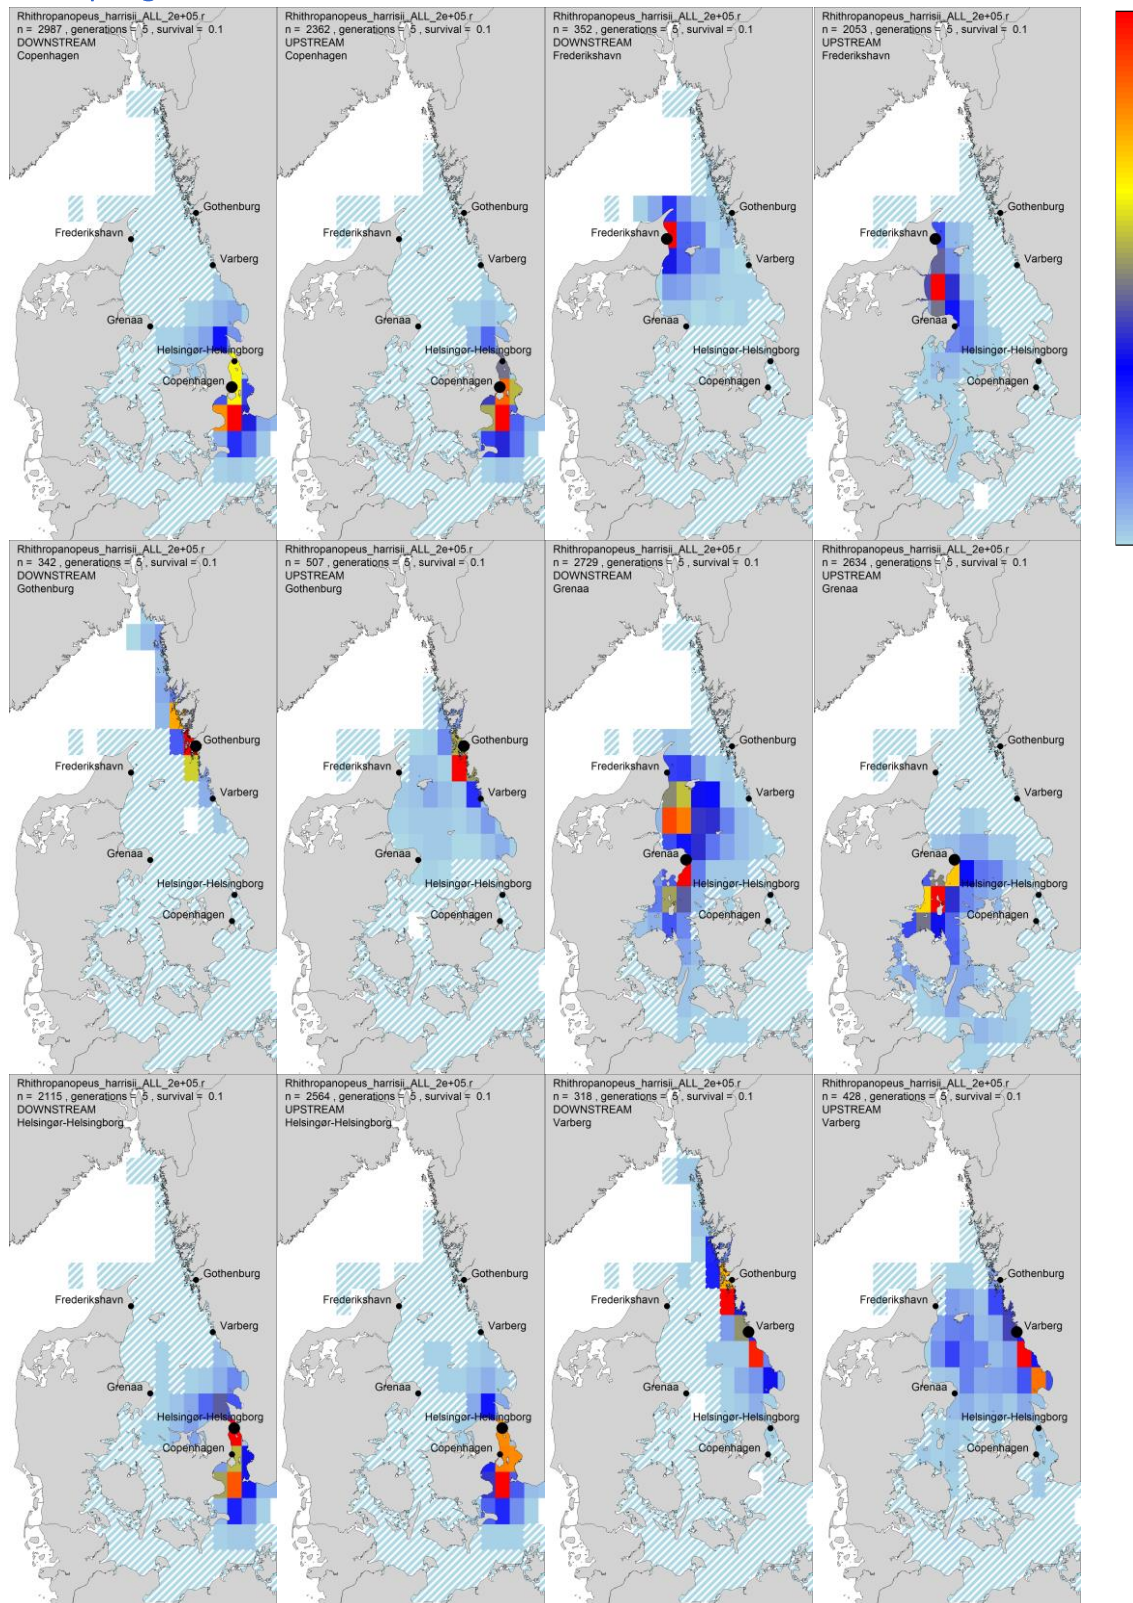 Rhithropanopeus_harrisii_ALL_2e+05.r
n = 2987 , generations = 5 , survival = 0.1
DOWNSTREAM
Copenhagen
Gothenburg
Frederikshavn
Varberg
Grenaa
Helsingør-Helsingborg
Copenhagen
Rhithropanopeus_harrisii_ALL_2e+05.r
n = 2362 , generations = 5 , survival = 0.1
UPSTREAM
Copenhagen
Gothenburg
Frederikshavn
Varberg
Grenaa
Helsingør-Helsingborg
Copenhagen
Rhithropanopeus_harrisii_ALL_2e+05.r
n = 352 , generations = 5 , survival = 0.1
DOWNSTREAM
Frederikshavn
Gothenburg
Frederikshavn
Varberg
Grenaa
Helsingør-Helsingborg
Copenhagen
Rhithropanopeus_harrisii_ALL_2e+05.r
n = 2053 , generations = 5 , survival = 0.1
UPSTREAM
Frederikshavn
Gothenburg
Frederikshavn
Varberg
Grenaa
Helsingør-Helsingborg
Copenhagen
Rhithropanopeus_harrisii_ALL_2e+05.r
n = 342 , generations = 5 , survival = 0.1
DOWNSTREAM
Gothenburg
Gothenburg
Frederikshavn
Varberg
Grenaa
Helsingør-Helsingborg
Copenhagen
Rhithropanopeus_harrisii_ALL_2e+05.r
n = 507 , generations = 5 , survival = 0.1
UPSTREAM
Gothenburg
Gothenburg
Frederikshavn
Varberg
Grenaa
Helsingør-Helsingborg
Copenhagen
Rhithropanopeus_harrisii_ALL_2e+05.r
n = 2729 , generations = 5 , survival = 0.1
DOWNSTREAM
Grenaa
Gothenburg
Frederikshavn
Varberg
Grenaa
Helsingør-Helsingborg
Copenhagen
Rhithropanopeus_harrisii_ALL_2e+05.r
n = 2634 , generations = 5 , survival = 0.1
UPSTREAM
Grenaa
Gothenburg
Frederikshavn
Varberg
Grenaa
Helsingør-Helsingborg
Copenhagen
Rhithropanopeus_harrisii_ALL_2e+05.r
n = 2115 , generations = 5 , survival = 0.1
DOWNSTREAM
Helsingør-Helsingborg
Gothenburg
Frederikshavn
Varberg
Grenaa
Helsingør-Helsingborg
Copenhagen
Rhithropanopeus_harrisii_ALL_2e+05.r
n = 2564 , generations = 5 , survival = 0.1
UPSTREAM
Helsingør-Helsingborg
Gothenburg
Frederikshavn
Varberg
Grenaa
Helsingør-Helsingborg
Copenhagen
Rhithropanopeus_harrisii_ALL_2e+05.r
n = 318 , generations = 5 , survival = 0.1
DOWNSTREAM
Varberg
Gothenburg
Frederikshavn
Varberg
Grenaa
Helsingør-Helsingborg
Copenhagen
Rhithropanopeus_harrisii_ALL_2e+05.r
n = 428 , generations = 5 , survival = 0.1
UPSTREAM
Varberg
Gothenburg
Frederikshavn
Varberg
Grenaa
Helsingør-Helsingborg
Copenhagen